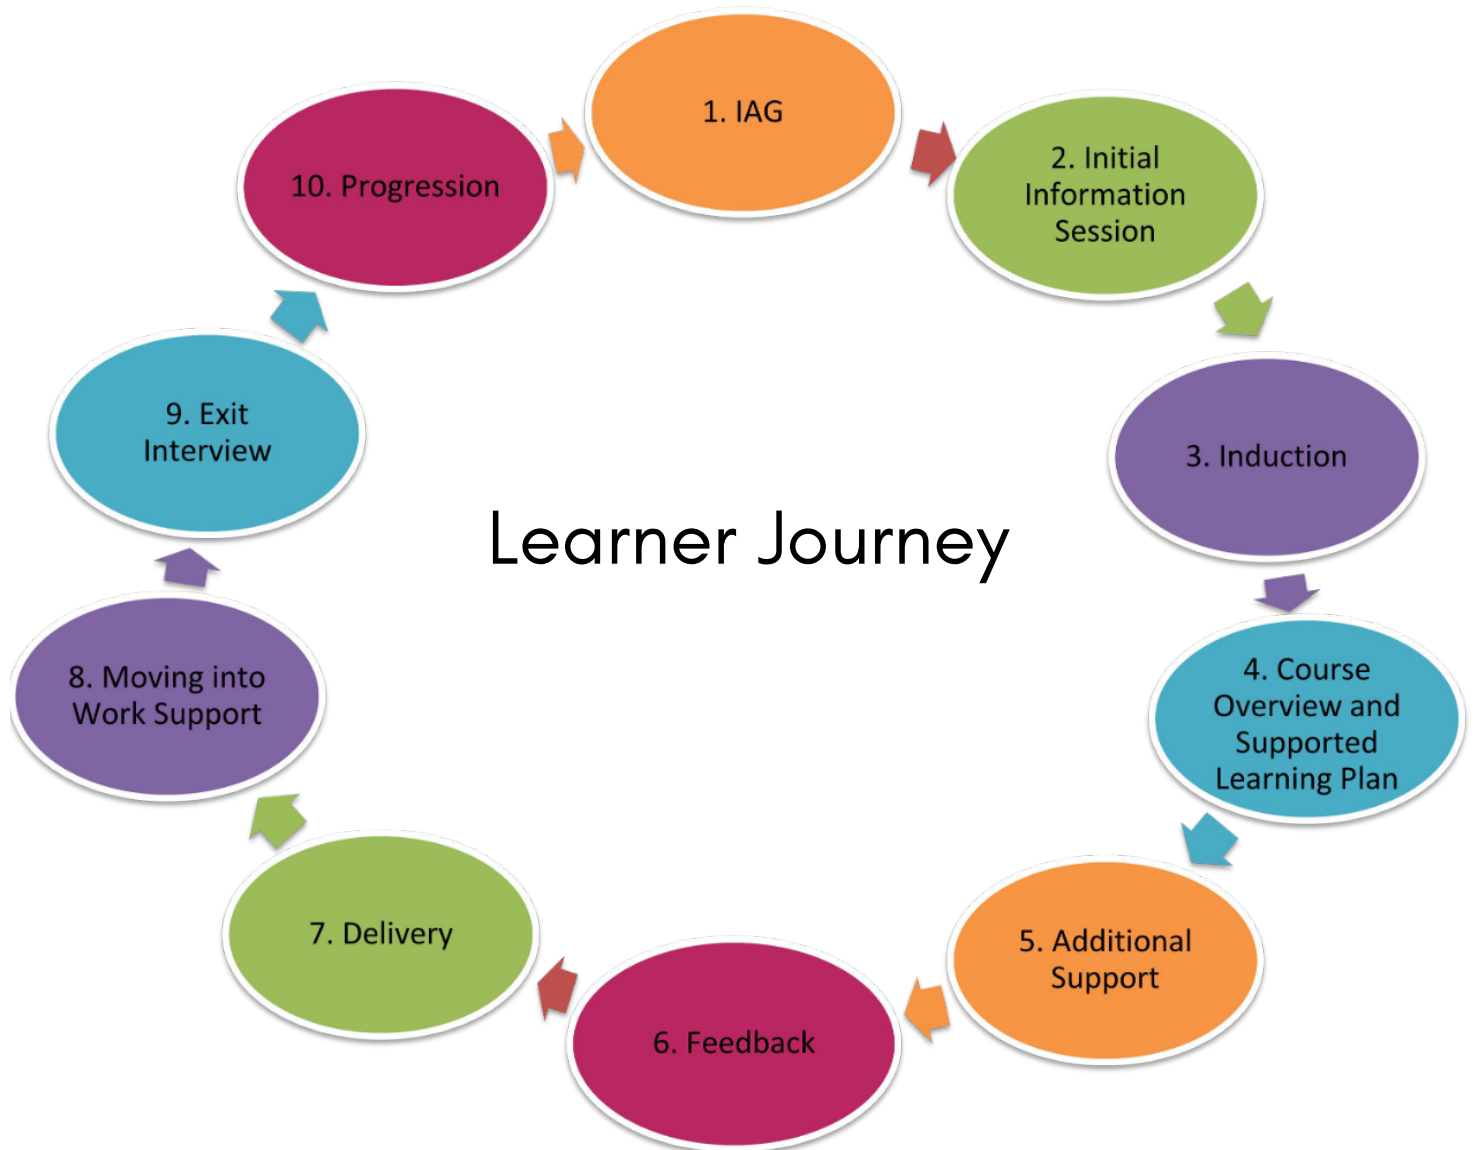 1. IAG
2. Initial
Information
Session
3. Induction
4. Course
Overview and
Supported
Learning Plan
5. Additional
Support
6. Feedback
7. Delivery
8. Moving into
Work Support
9. Exit
Interview
10. Progression
Learner Journey